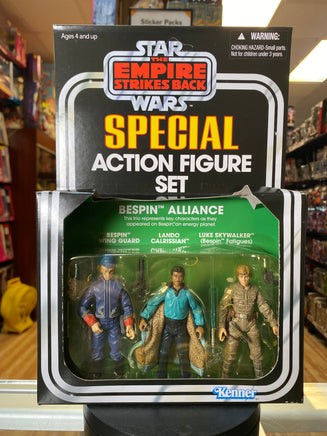 Sticker Packs
Ages 4 and up
WARNING:
CHOKING HAZARD-Small parts.
Not for children under 3 years.
STAR
THE
EMPIRE
STRIKES BACK
WARS
SPECIAL
ACTION FIGURE
SET
BESPIN ALLIANCE
This trio represents key characters as they
appeared on Bespin an energy planet.
BESPIN
WING GUARD
LANDO
CALRISSIAN
LUKE SKYWALKER
(Bespin Fatigues)
Kenner